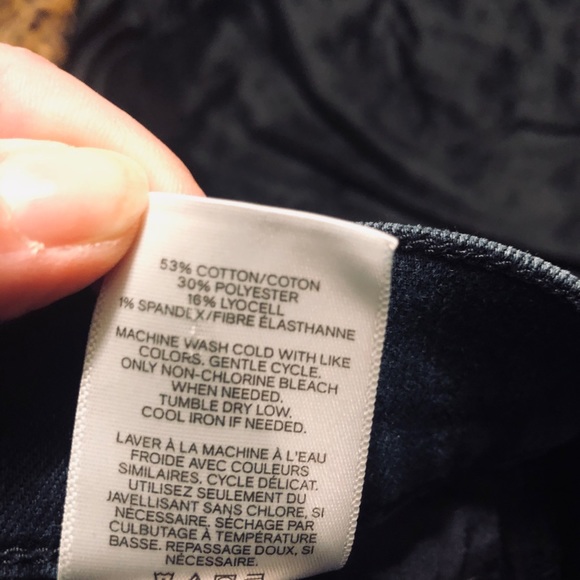 53% COTTON/COTON
30% POLYESTER
16% LYOCELL
1% SPANDEX/FIBRE ÉLASTHANNE
MACHINE WASH COLD WITH LIKE
COLORS. GENTLE CYCLE.
ONLY NON-CHLORINE BLEACH
WHEN NEEDED.
TUMBLE DRY LOW.
COOL IRON IF NEEDED.
LAVER À LA MACHINE À L'EAU
FROIDE AVEC COULEURS
SIMILAIRES, CYCLE DÉLICAT.
UTILISEZ SEULEMENT DU
JAVELLISANT SANS CHLORE, SI
NÉCESSAIRE. SÉCHAGE PAR
CULBUTAGE À TEMPÉRATURE
BASSE. REPASSAGE DOUX, SI
NÉCESSAIRE.